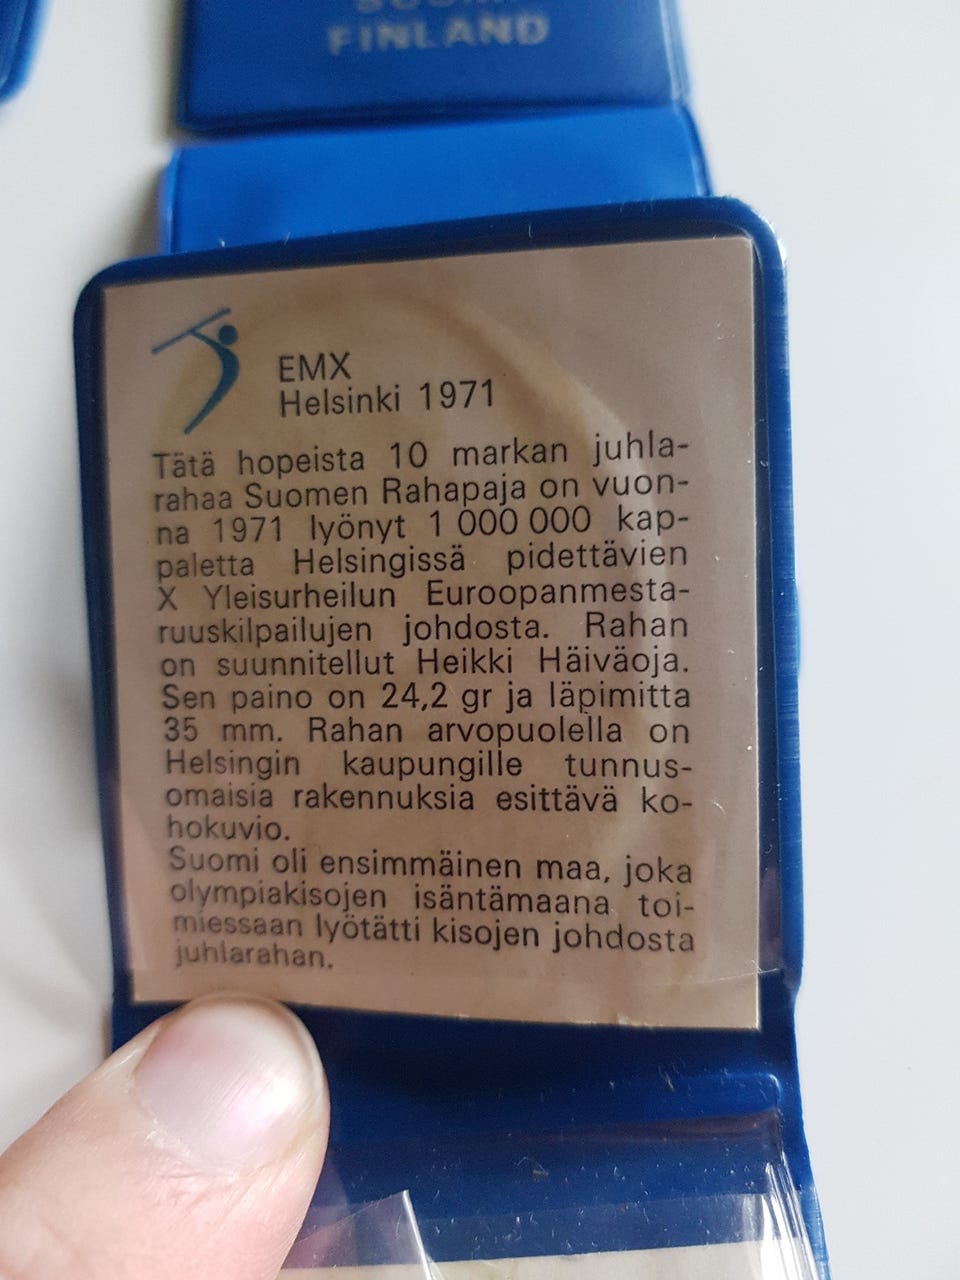 SUOMI
FINLAND
EMX
Helsinki 1971
Tätä hopeista 10 markan juhla-
rahaa Suomen Rahapaja on vuon-
na 1971 lyönyt 1 000 000 kap-
paletta Helsingissä pidettävien
X Yleisurheilun Euroopanmesta-
ruuskilpailujen johdosta. Rahan
on suunnitellut Heikki Häiväoja.
Sen paino on 24,2 gr ja läpimitta
35 mm. Rahan arvopuolella on
Helsingin kaupungille tunnus-
omaisia rakennuksia esittävä ko-
hokuvio.
Suomi oli ensimmäinen maa, joka
olympiakisojen isäntämaana toi-
miessaan lyötätti kisojen johdosta
juhlarahan.